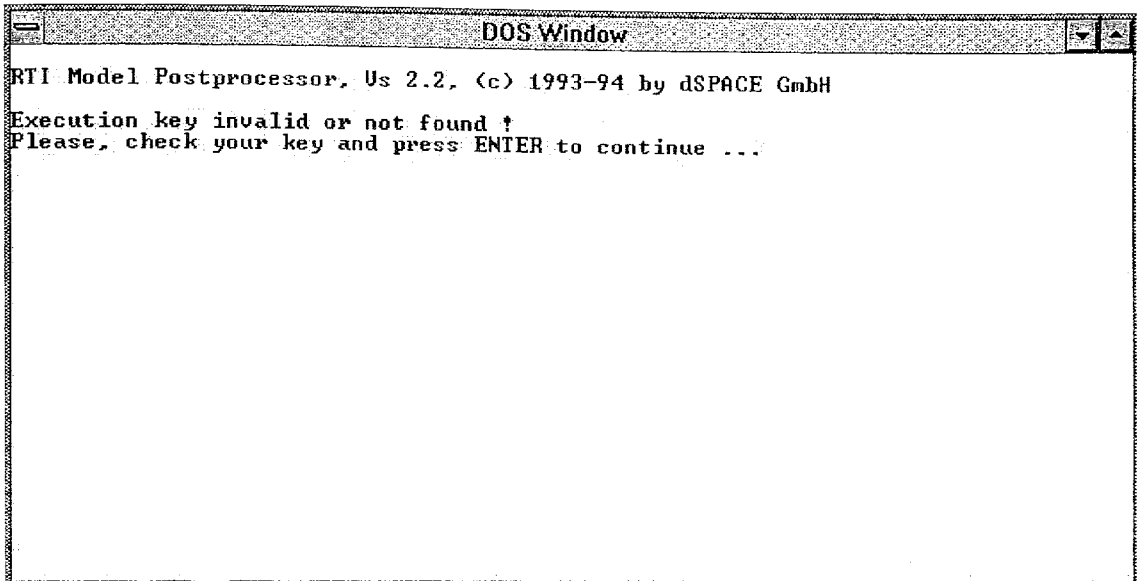 DOS Window
RTI Model Postprocessor, Vs 2.2, (c) 1993-94 by dSPACE GmbH
Execution key invalid or not found !
Please, check your key and press ENTER to continue ...